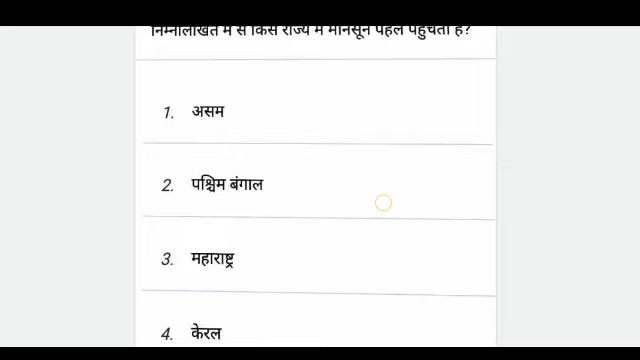 निम्नलिखित में से किस राज्य में मानसून पहले पहुंचता है?
1. असम
2. पश्चिम बंगाल
3. महाराष्ट्र
4. केरल